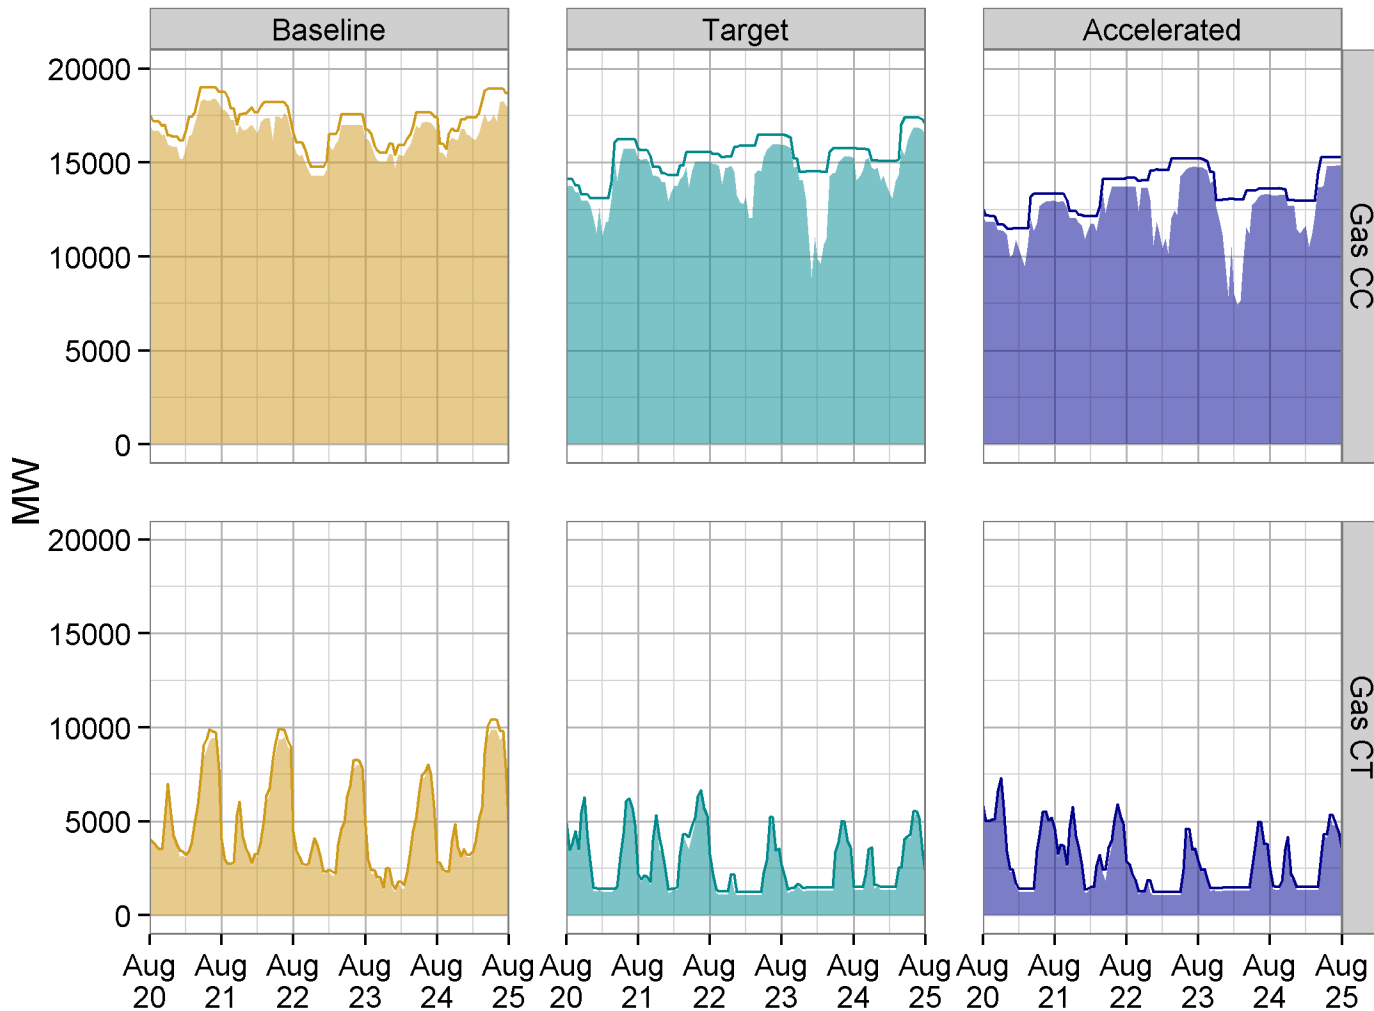 Baseline Target Accelerated
20000
15000
10000
5000
0
Gas CC
MW
20000
15000
10000
5000
0
Gas CT
Aug Aug Aug Aug Aug Aug Aug Aug Aug Aug Aug Aug Aug Aug Aug Aug Aug Aug
20 21 22 23 24 25 20 21 22 23 24 25 20 21 22 23 24 25